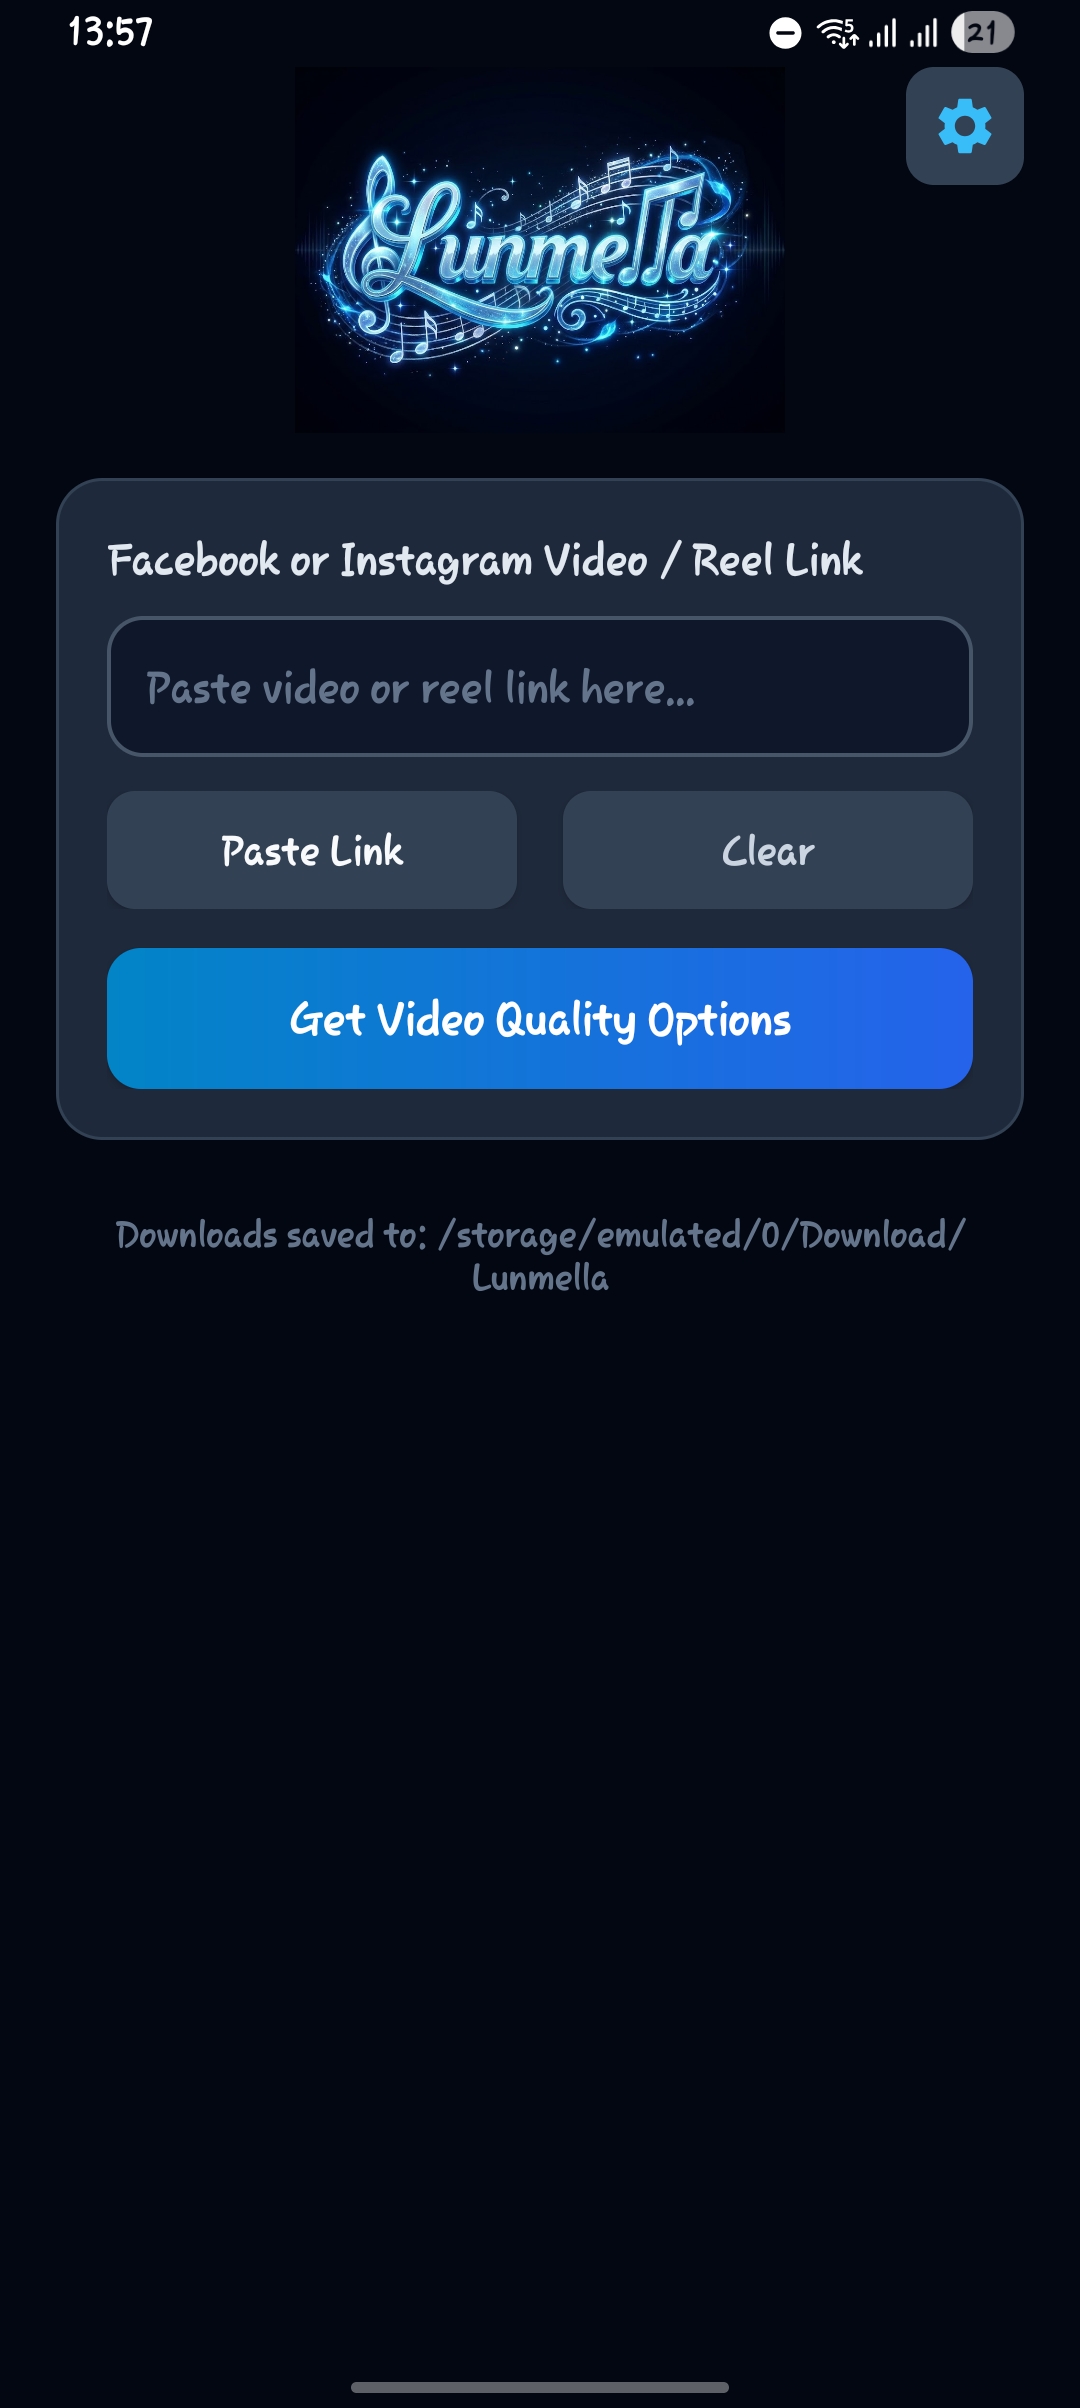 13:57
5
21
Lunmella
Facebook or Instagram Video / Reel Link
Paste video or reel link here...
Paste Link
Clear
Get Video Quality Options
Downloads saved to: /storage/emulated/0/Download/
Lunmella